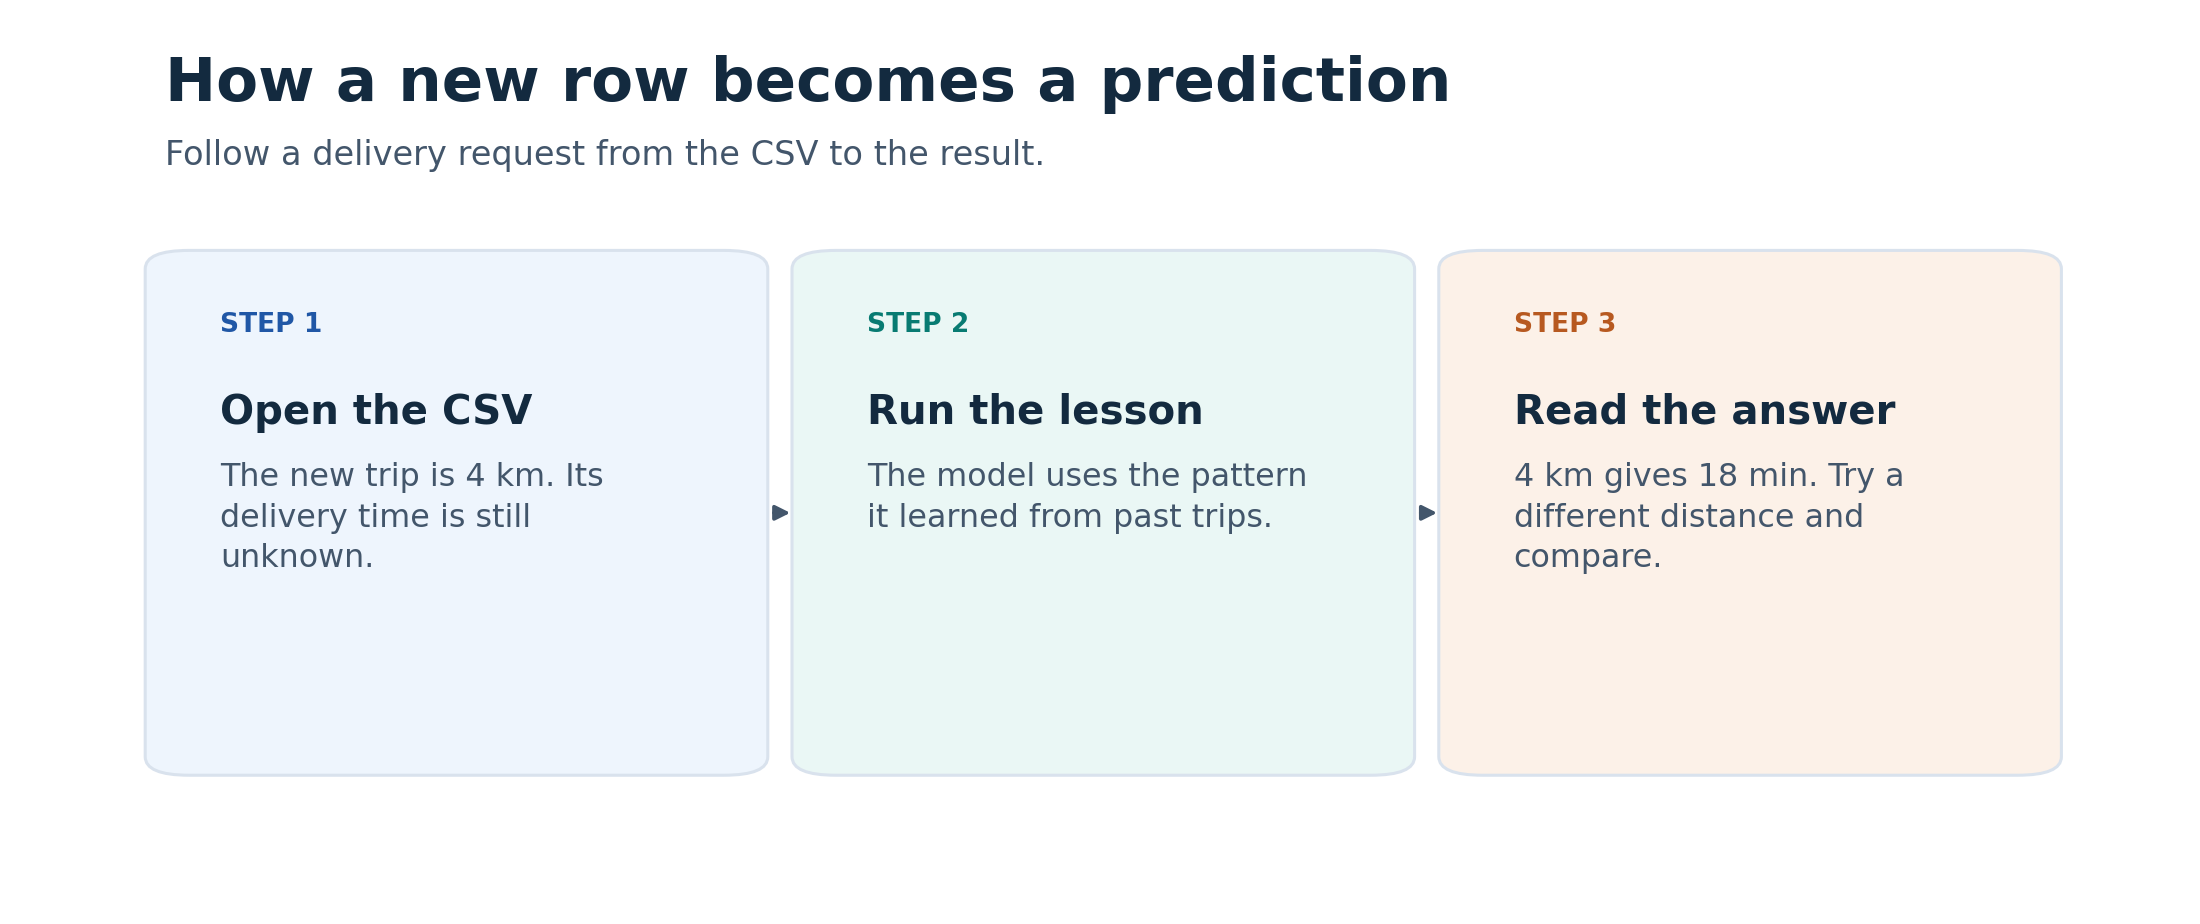 How a new row becomes a prediction
Follow a delivery request from the CSV to the result.
STEP 1
Open the CSV
The new trip is 4 km. Its
delivery time is still
unknown.
STEP 2
Run the lesson
The model uses the pattern
it learned from past trips.
STEP 3
Read the answer
4 km gives 18 min. Try a
different distance and
compare.